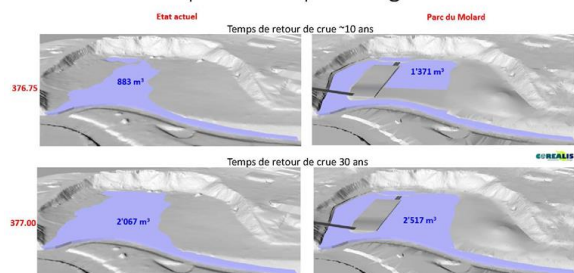 Etat actuel
Parc du Molard
Temps de retour de crue ~10 ans
376.75
883 m³
1'371 m³
CEREALIS
Temps de retour de crue 30 ans
377.00
2'067 m³
2'517 m³